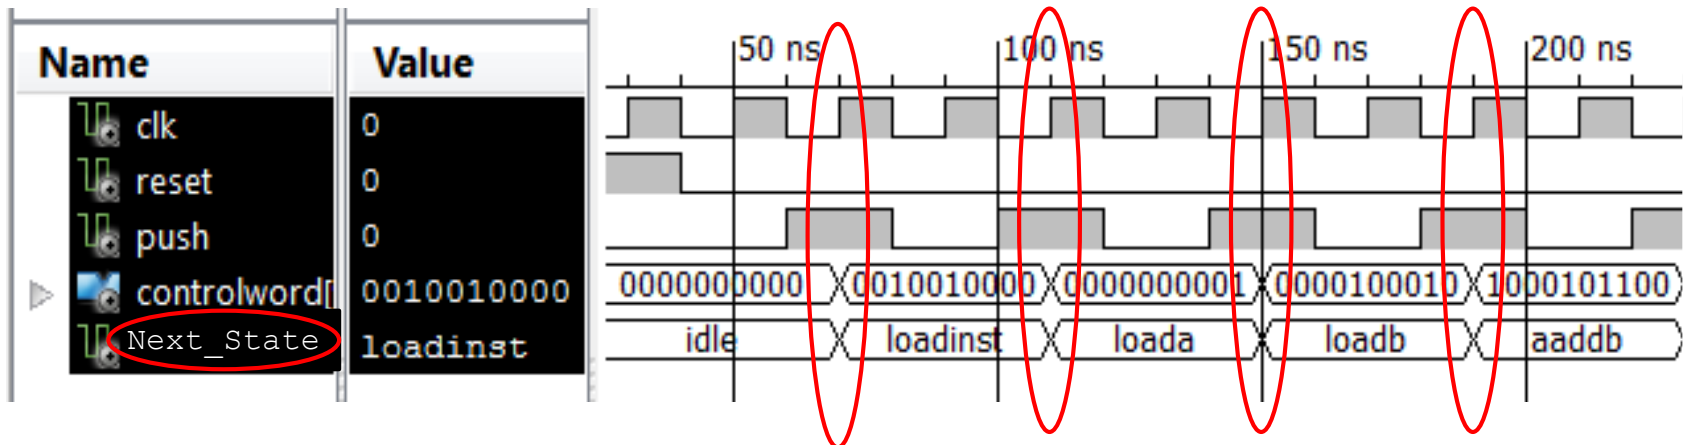 Name Value 50 ns 100 ns 150 ns 200 ns
clk 0
reset 0
push 0
controlword[ 0010010000 0000000000 0010010000 0000000001 0000100010 1000101100
Next_State loadinst idle loadinst loada loadb aaddb